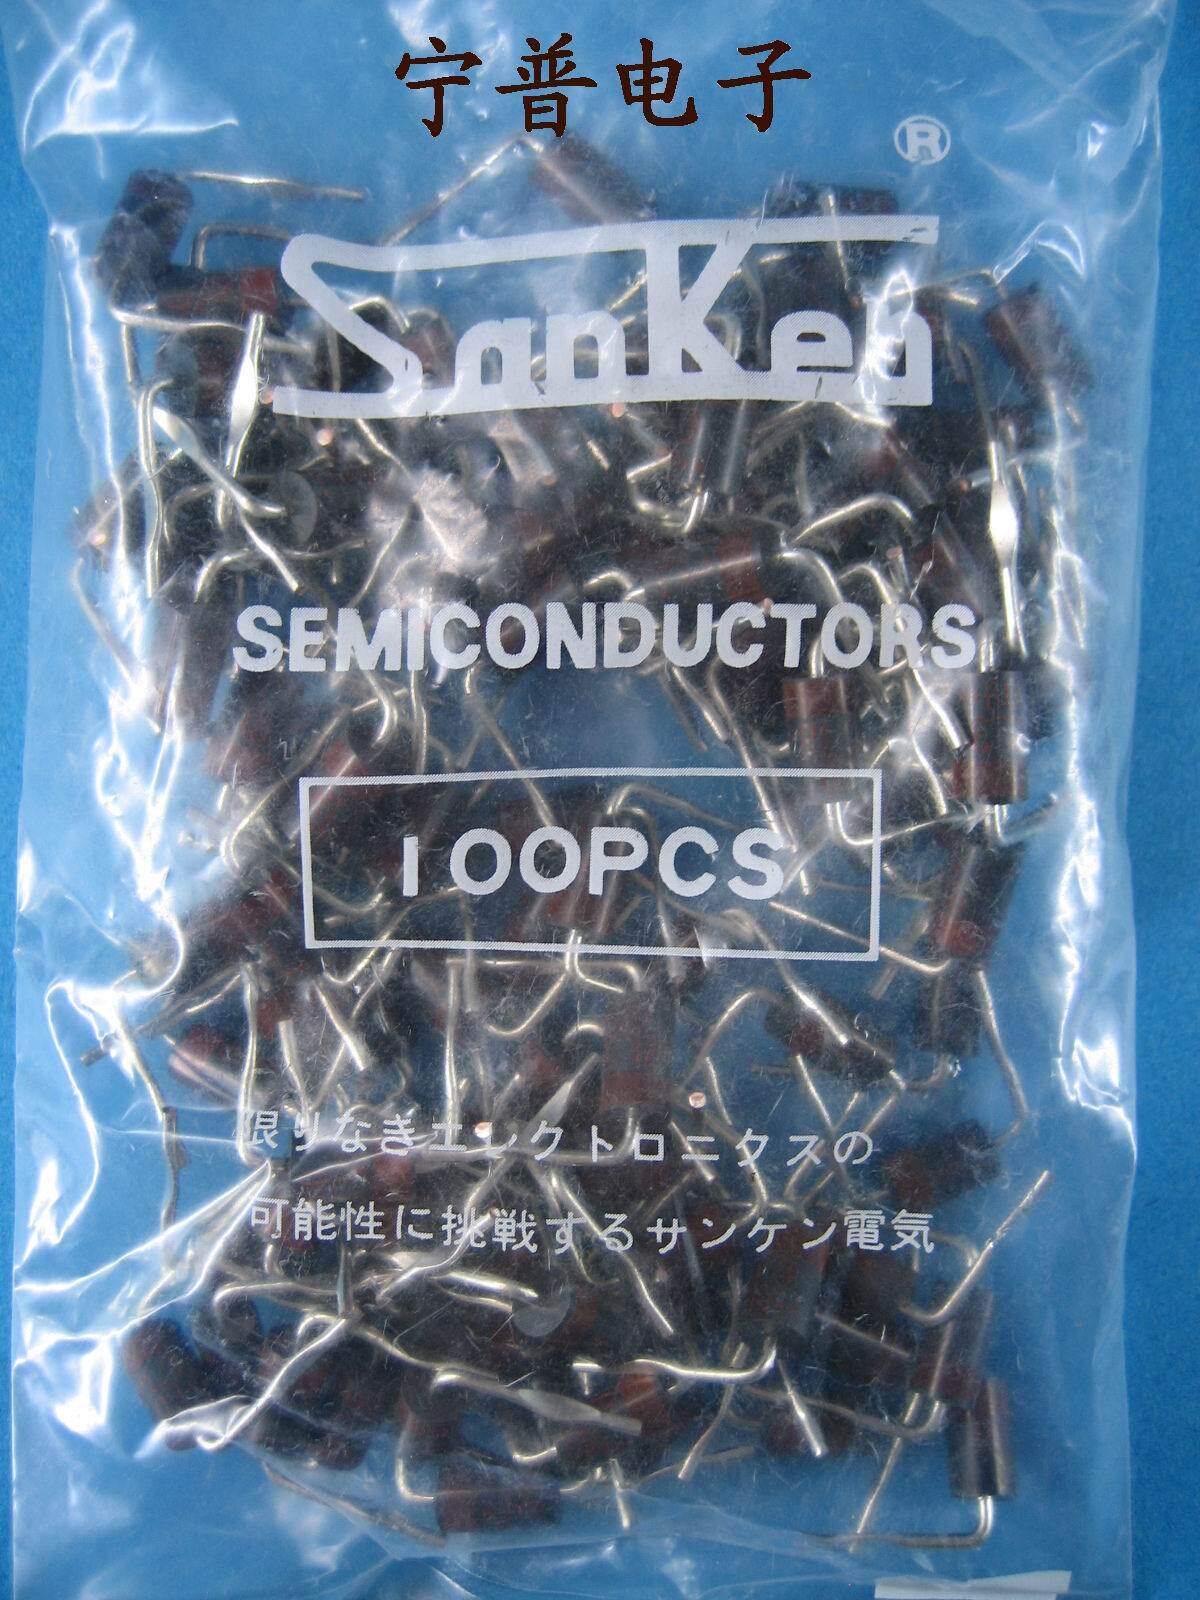 宁普电子
®
SanKen
SEMICONDUCTORS
100PCS
限りなきエレクトロニクスの
可能性に挑戦するサンケン電気